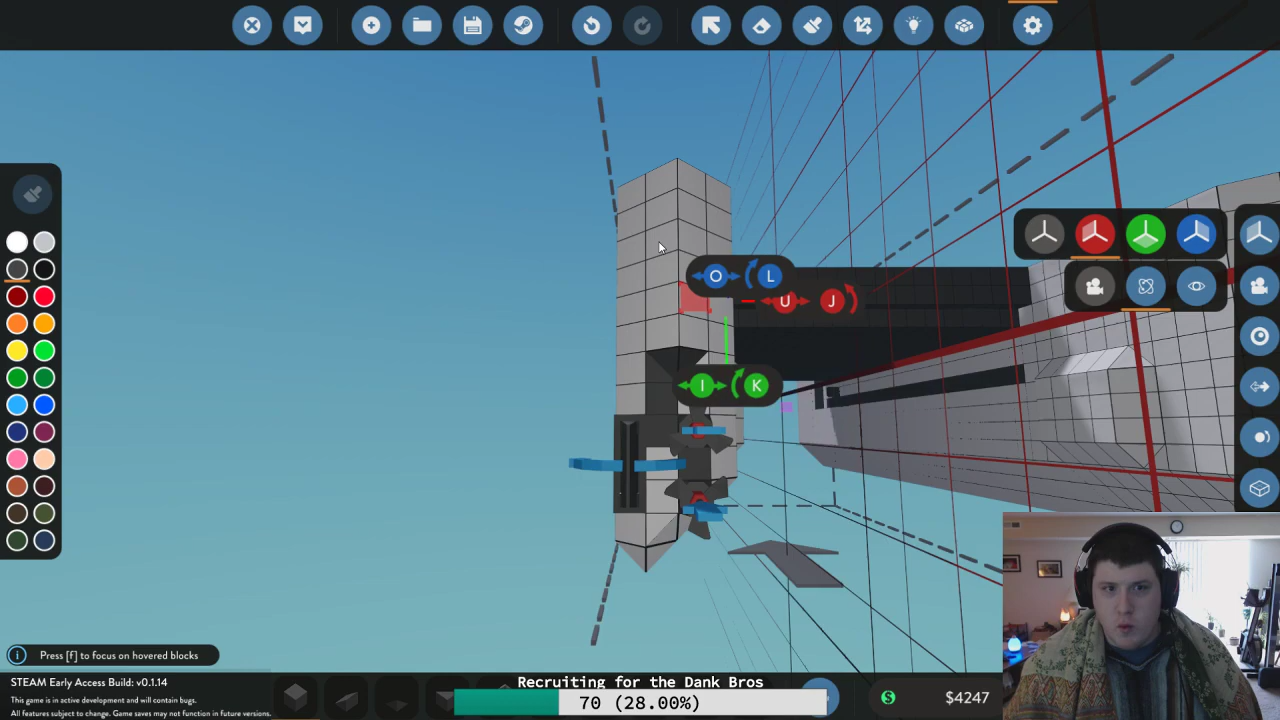 O L
U J
I K
Press [f] to focus on hovered blocks
STEAM Early Access Build: v0.1.14
This game is in active development and will contain bugs.
All features subject to change. Game saves may not function in future versions.
Recruiting for the Dank Bros
70 (28.00%)
$ $4247